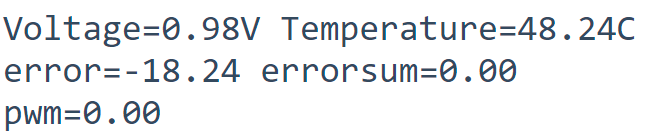 Voltage=0.98V Temperature=48.24C
error=-18.24 errorsum=0.00
pwm=0.00